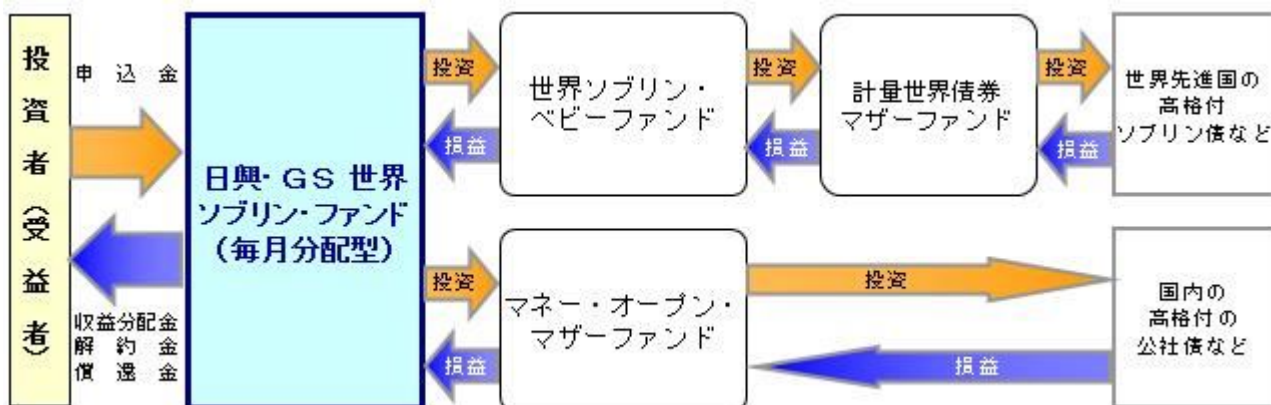 投資者(受益者)
申込金
収益分配金
解約金
償還金
日興・GS 世界
ソブリン・ファンド
(毎月分配型)
投資
損益
世界ソブリン・
ベビーファンド
投資
損益
計量世界債券
マザーファンド
投資
損益
世界先進国の
高格付
ソブリン債など
投資
損益
マネー・オープン・
マザーファンド
投資
損益
国内の
高格付の
公社債など